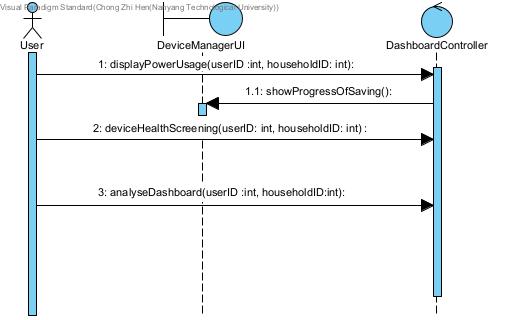 Visual Paradigm Standard(Chong Zhi Hen(Nanyang Technological University))
User
DeviceManagerUI
DashboardController
1: displayPowerUsage(userID :int, householdID: int):
1.1: showProgressOfSaving():
2: deviceHealthScreening(userID: int, householdID: int) :
3: analyseDashboard(userID :int, householdID:int):